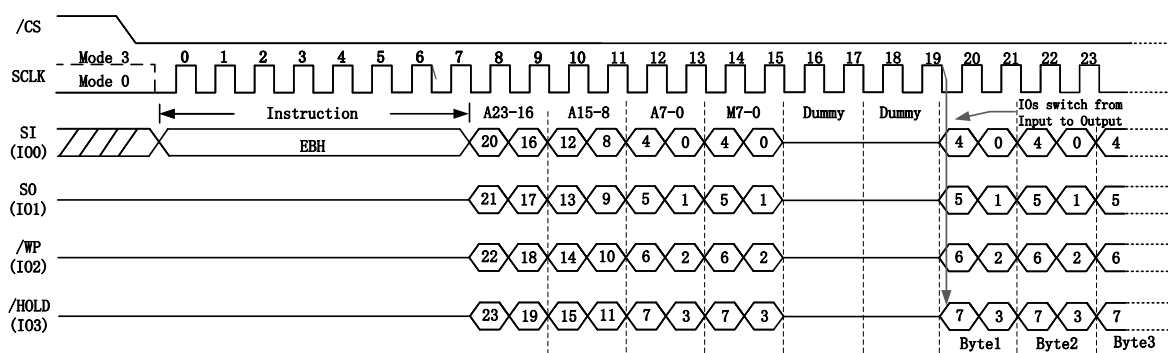 /CS
Mode 3 0 1 2 3 4 5 6 7 8 9 10 11 12 13 14 15 16 17 18 19 20 21 22 23
SCLK
Mode 0
Instruction A23-16 A15-8 A7-0 M7-0 Dummy Dummy IOs switch from
Input to Output
SI
(IO0)
EBH 20 16 12 8 4 0 4 0 4 0 4 0 4
SO
(IO1)
21 17 13 9 5 1 5 1 5 1 5 1 5
/WP
(IO2)
22 18 14 10 6 2 6 2 6 2 6 2 6
/HOLD
(IO3)
23 19 15 11 7 3 7 3 7 3 7 3 7
Byte1 Byte2 Byte3